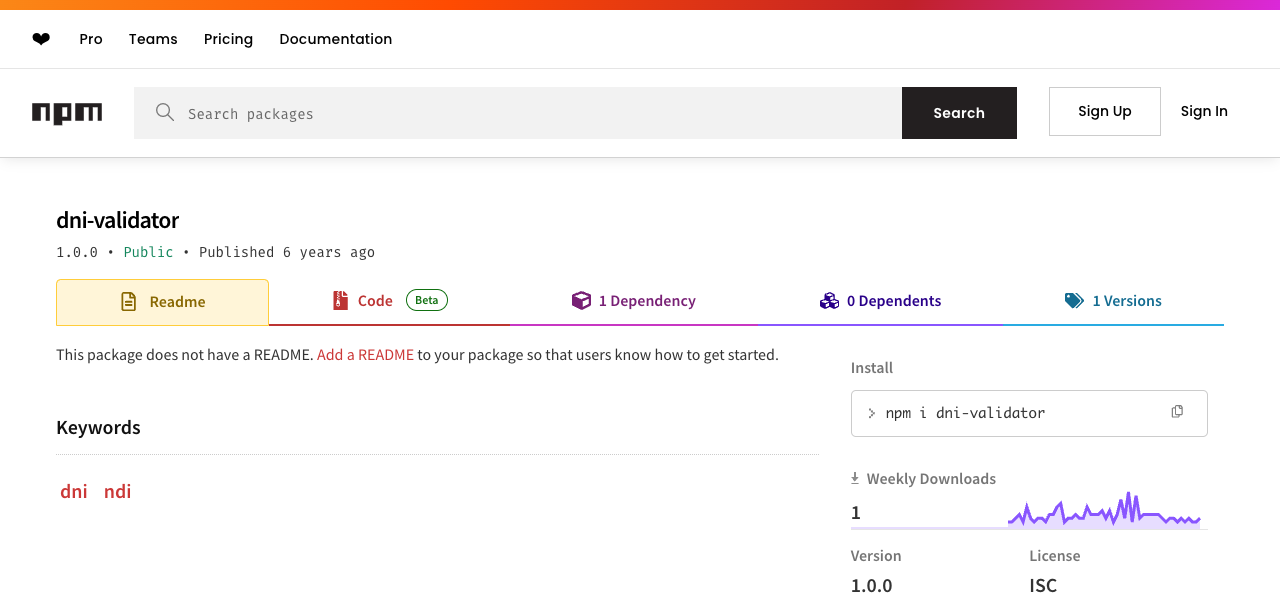 ❤ Pro Teams Pricing Documentation
npm Search packages Search Sign Up Sign In
dni-validator
1.0.0 • Public • Published 6 years ago
Readme Code Beta 1 Dependency 0 Dependents 1 Versions
This package does not have a README. Add a README to your package so that users know how to get started.
Install
> npm i dni-validator
Keywords
dni ndi
Weekly Downloads
1
Version License
1.0.0 ISC